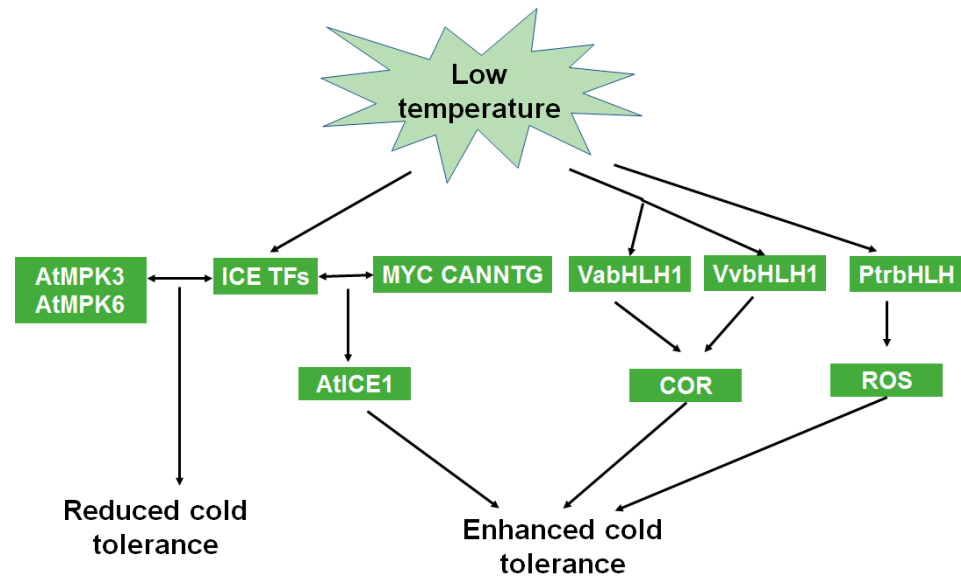 Low
temperature
AtMPK3
AtMPK6
ICE TFs
MYC CANNTG
VabHLH1
VvbHLH1
PtrbHLH
AtICE1
COR
ROS
Reduced cold
tolerance
Enhanced cold
tolerance